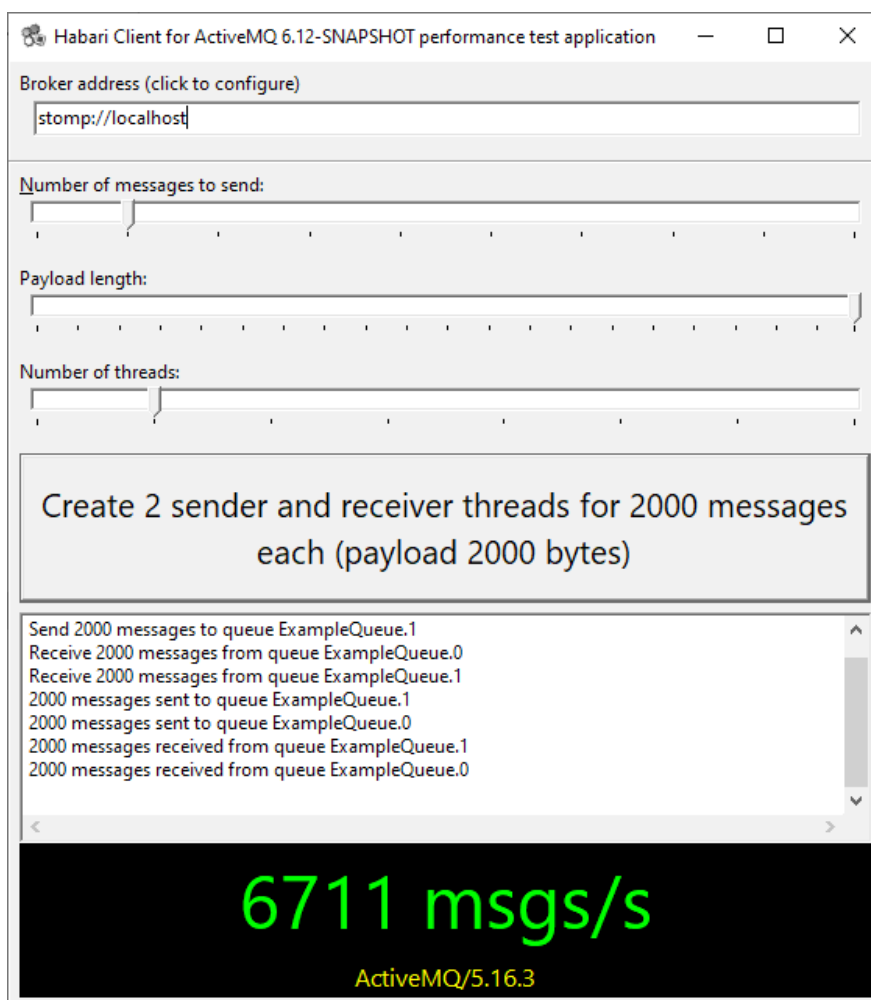 Habari Client for ActiveMQ 6.12-SNAPSHOT performance test application
Broker address (click to configure)
stomp://localhost
Number of messages to send:
Payload length:
Number of threads:
Create 2 sender and receiver threads for 2000 messages
each (payload 2000 bytes)
Send 2000 messages to queue ExampleQueue.1
Receive 2000 messages from queue ExampleQueue.0
Receive 2000 messages from queue ExampleQueue.1
2000 messages sent to queue ExampleQueue.1
2000 messages sent to queue ExampleQueue.0
2000 messages received from queue ExampleQueue.1
2000 messages received from queue ExampleQueue.0
6711 msgs/s
ActiveMQ/5.16.3